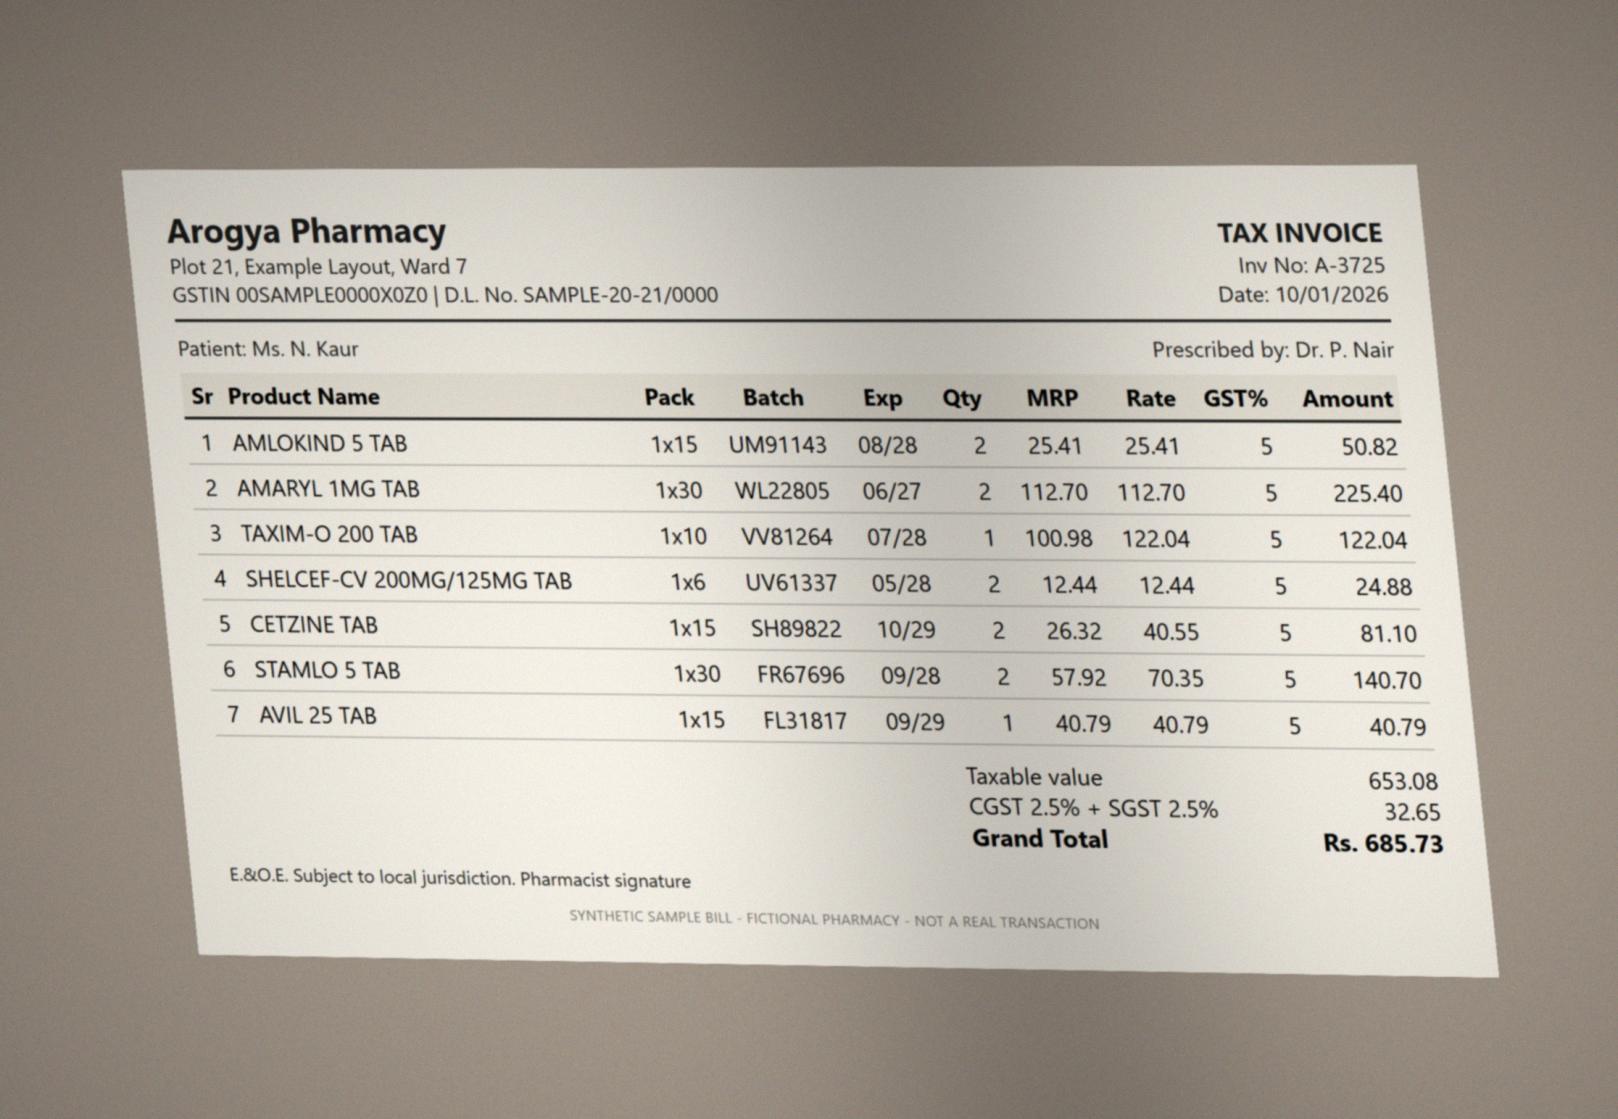 Arogya Pharmacy
TAX INVOICE
Plot 21, Example Layout, Ward 7
Inv No: A-3725
GSTIN 00SAMPLE0000X0Z0 | D.L. No. SAMPLE-20-21/0000
Date: 10/01/2026
Patient: Ms. N. Kaur
Prescribed by: Dr. P. Nair
Sr Product Name Pack Batch Exp Qty MRP Rate GST% Amount
1 AMLOKIND 5 TAB 1x15 UM91143 08/28 2 25.41 25.41 5 50.82
2 AMARYL 1MG TAB 1x30 WL22805 06/27 2 112.70 112.70 5 225.40
3 TAXIM-O 200 TAB 1x10 VV81264 07/28 1 100.98 122.04 5 122.04
4 SHELCEF-CV 200MG/125MG TAB 1x6 UV61337 05/28 2 12.44 12.44 5 24.88
5 CETZINE TAB 1x15 SH89822 10/29 2 26.32 40.55 5 81.10
6 STAMLO 5 TAB 1x30 FR67696 09/28 2 57.92 70.35 5 140.70
7 AVIL 25 TAB 1x15 FL31817 09/29 1 40.79 40.79 5 40.79
Taxable value 653.08
CGST 2.5% + SGST 2.5% 32.65
Grand Total Rs. 685.73
E.&O.E. Subject to local jurisdiction. Pharmacist signature
SYNTHETIC SAMPLE BILL - FICTIONAL PHARMACY - NOT A REAL TRANSACTION